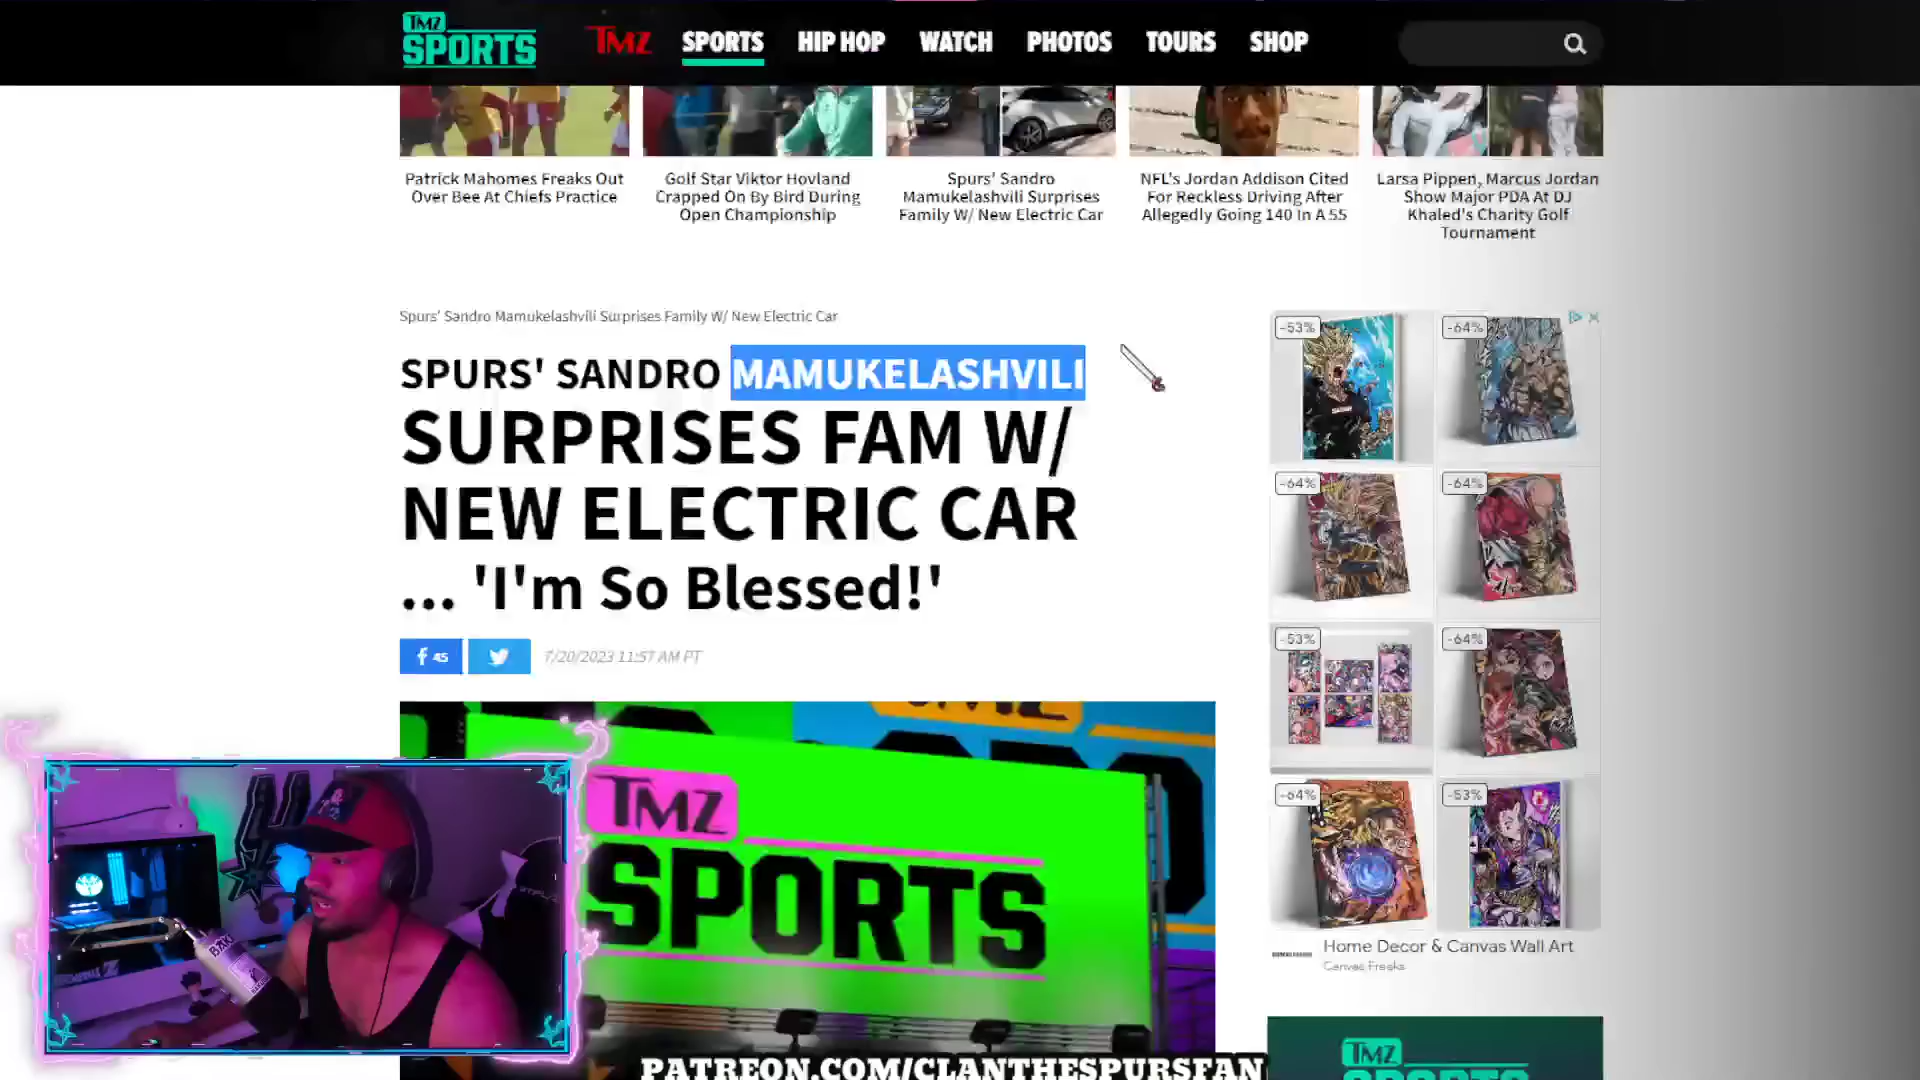 TMZ
SPORTS
TMZ SPORTS HIP HOP WATCH PHOTOS TOURS SHOP
Patrick Mahomes Freaks Out
Over Bee At Chiefs Practice
Golf Star Viktor Hovland
Crapped On By Bird During
Open Championship
Spurs' Sandro
Mamukelashvili Surprises
Family W/ New Electric Car
NFL's Jordan Addison Cited
For Reckless Driving After
Allegedly Going 140 In A 55
Larsa Pippen, Marcus Jordan
Show Major PDA At DJ
Khaled's Charity Golf
Tournament
Spurs' Sandro Mamukelashvili Surprises Family W/ New Electric Car
SPURS' SANDRO MAMUKELASHVILI
SURPRISES FAM W/
NEW ELECTRIC CAR
... 'I'm So Blessed!'
f 45
7/20/2023 11:57 AM PT
-53% -64%
-64% -64%
-53% -64%
-64% -53%
Home Decor & Canvas Wall Art
Canvas Freaks
TMZ
TMZ
SPORTS
PATREON.COM/CLANTHESPURSFAN
TMZ
SPORTS